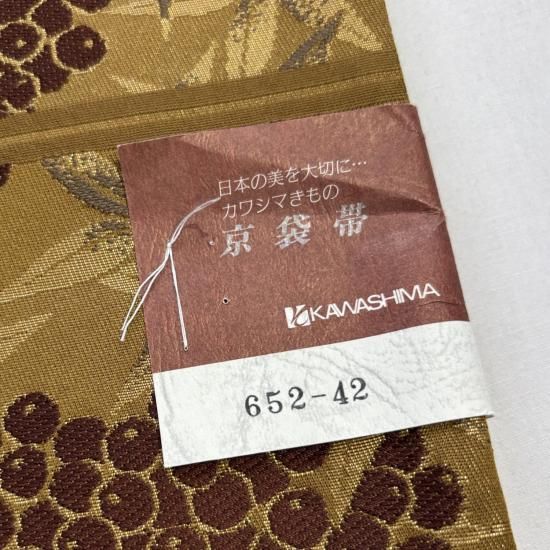 日本の美を大切に…
カワシマきもの
京袋帯
KAWASHIMA
652-42